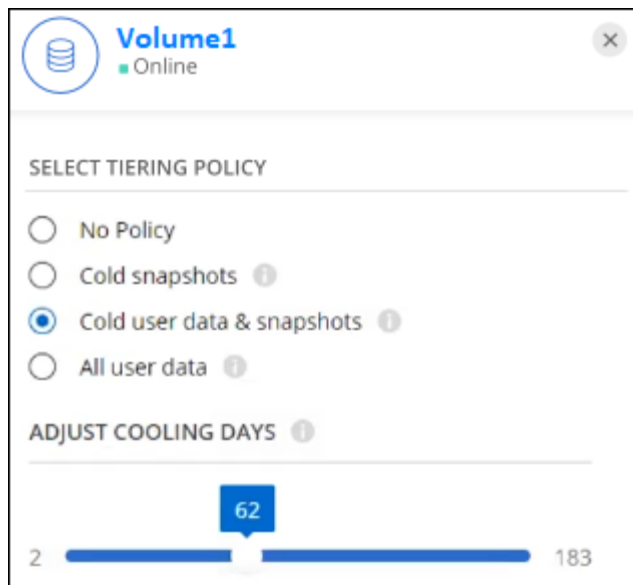 Volume1
Online
SELECT TIERING POLICY
No Policy
Cold snapshots
Cold user data & snapshots
All user data
ADJUST COOLING DAYS
62
2 183